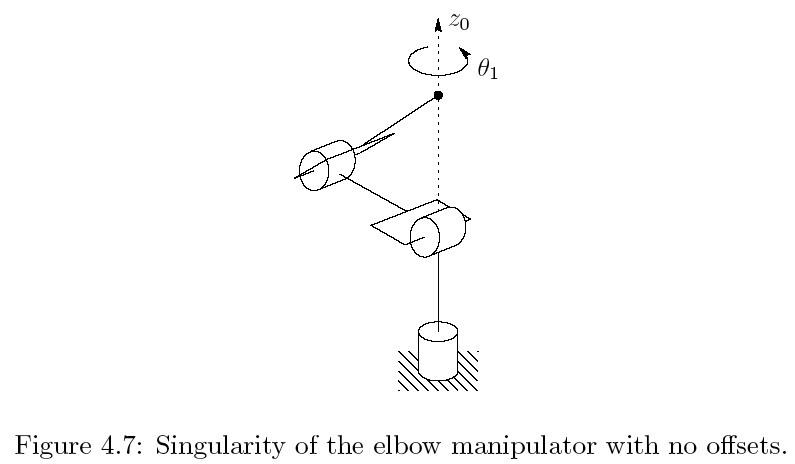 z₀
θ₁
Figure 4.7: Singularity of the elbow manipulator with no offsets.